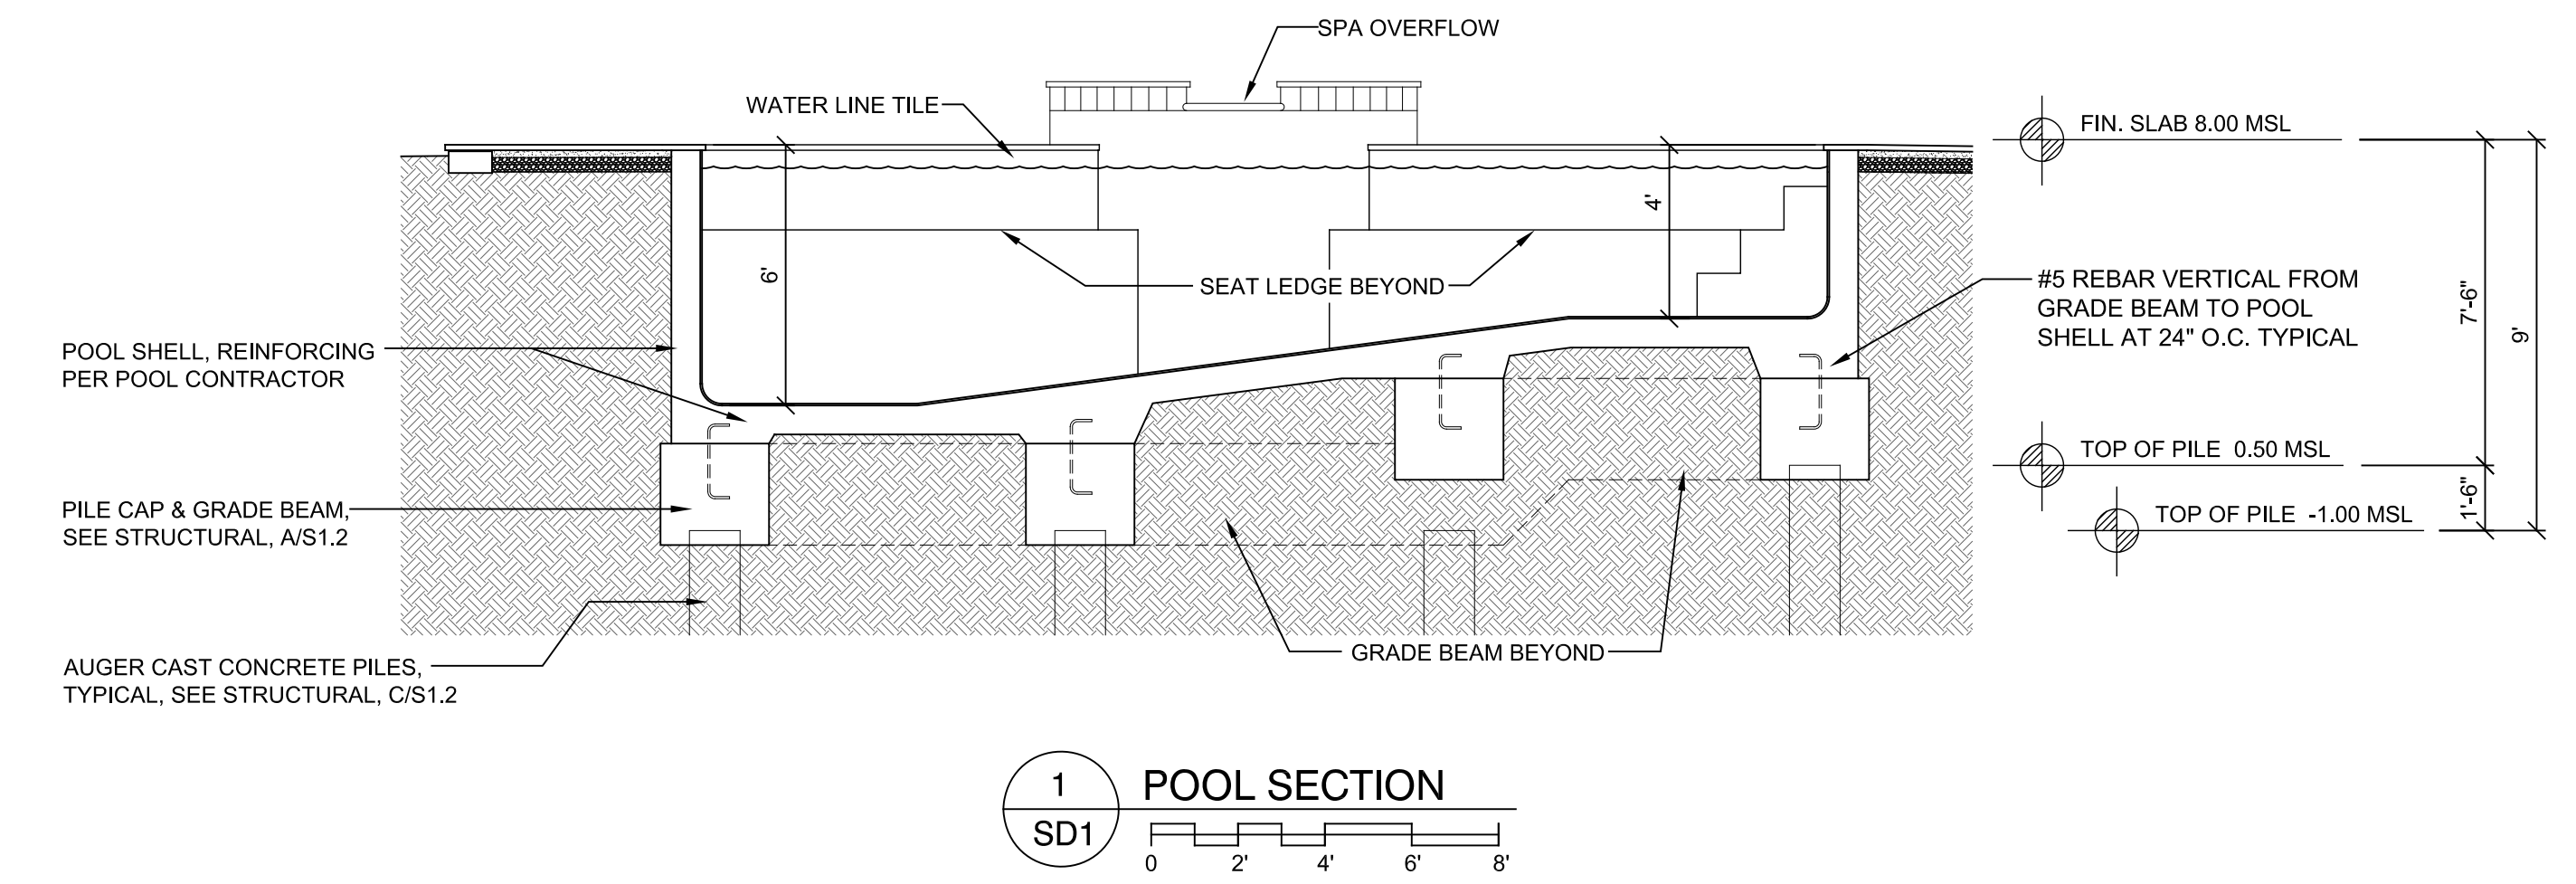 SPA OVERFLOW
WATER LINE TILE
FIN. SLAB 8.00 MSL
6'
4'
SEAT LEDGE BEYOND
#5 REBAR VERTICAL FROM
GRADE BEAM TO POOL
SHELL AT 24" O.C. TYPICAL
7'-6"
9'
POOL SHELL, REINFORCING
PER POOL CONTRACTOR
TOP OF PILE 0.50 MSL
1'-6"
TOP OF PILE -1.00 MSL
PILE CAP & GRADE BEAM,
SEE STRUCTURAL, A/S1.2
GRADE BEAM BEYOND
AUGER CAST CONCRETE PILES,
TYPICAL, SEE STRUCTURAL, C/S1.2
1
SD1
POOL SECTION
0 2' 4' 6' 8'